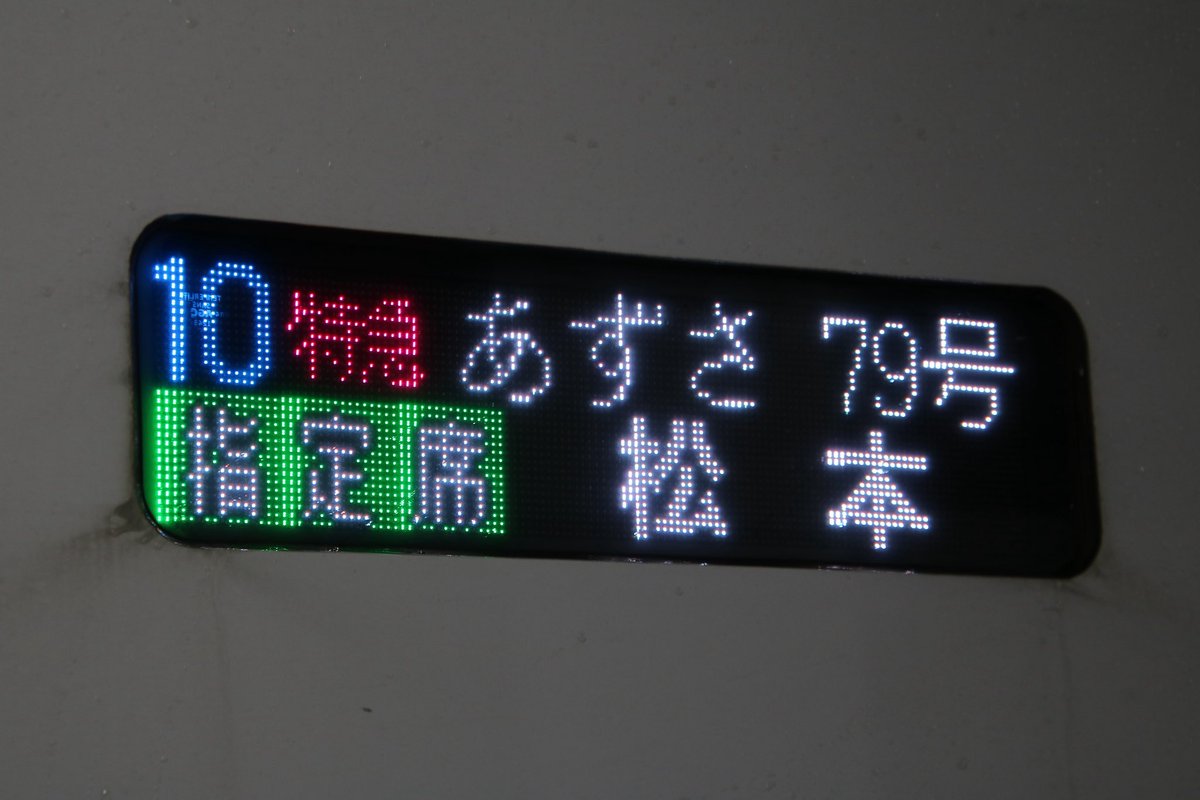 10 特急 あずさ 79号
指定席 松本